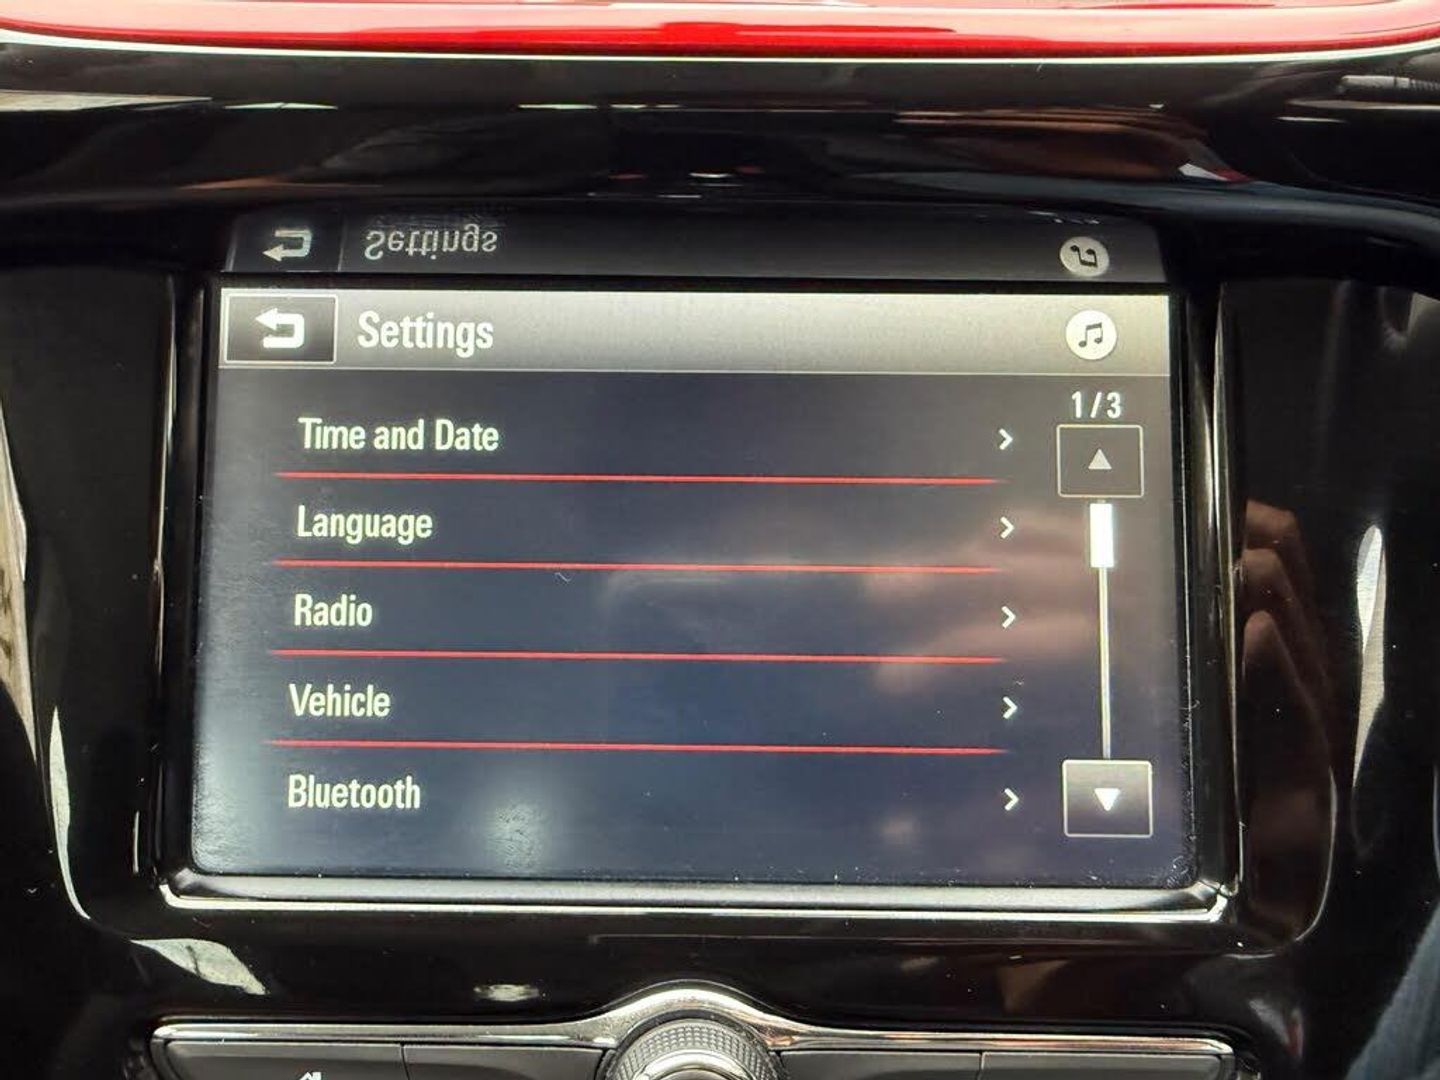 Settings
1/3
Time and Date
Language
Radio
Vehicle
Bluetooth